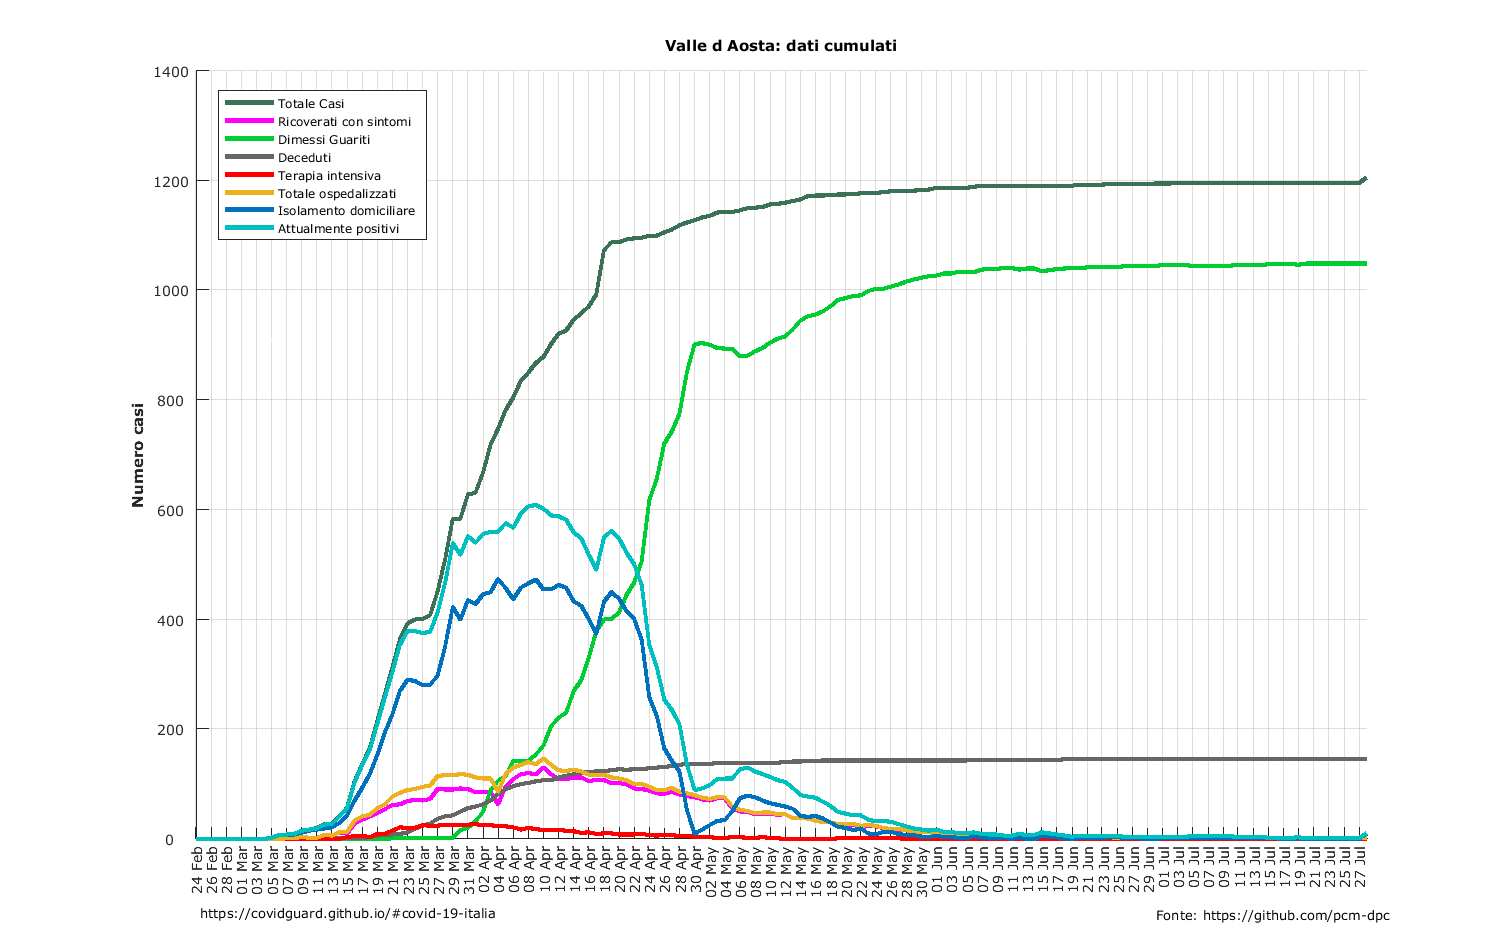 Valle d Aosta: dati cumulati
1400
1200
1000
800
600
400
200
0
Numero casi
Totale Casi
Ricoverati con sintomi
Dimessi Guariti
Deceduti
Terapia intensiva
Totale ospedalizzati
Isolamento domiciliare
Attualmente positivi
24 Feb
26 Feb
28 Feb
01 Mar
03 Mar
05 Mar
07 Mar
09 Mar
11 Mar
13 Mar
15 Mar
17 Mar
19 Mar
21 Mar
23 Mar
25 Mar
27 Mar
29 Mar
31 Mar
02 Apr
04 Apr
06 Apr
08 Apr
10 Apr
12 Apr
14 Apr
16 Apr
18 Apr
20 Apr
22 Apr
24 Apr
26 Apr
28 Apr
30 Apr
02 May
04 May
06 May
08 May
10 May
12 May
14 May
16 May
18 May
20 May
22 May
24 May
26 May
28 May
30 May
01 Jun
03 Jun
05 Jun
07 Jun
09 Jun
11 Jun
13 Jun
15 Jun
17 Jun
19 Jun
21 Jun
23 Jun
25 Jun
27 Jun
29 Jun
01 Jul
03 Jul
05 Jul
07 Jul
09 Jul
11 Jul
13 Jul
15 Jul
17 Jul
19 Jul
21 Jul
23 Jul
25 Jul
27 Jul
https://covidguard.github.io/#covid-19-italia
Fonte: https://github.com/pcm-dpc